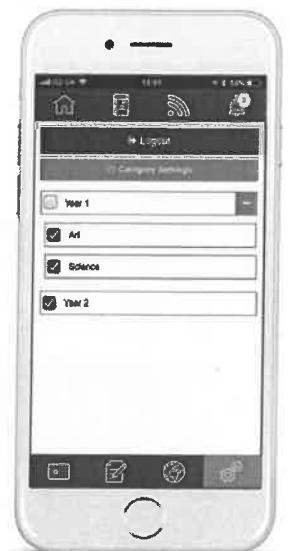 Logout
Category Settings
Year 1
Art
Science
Year 2